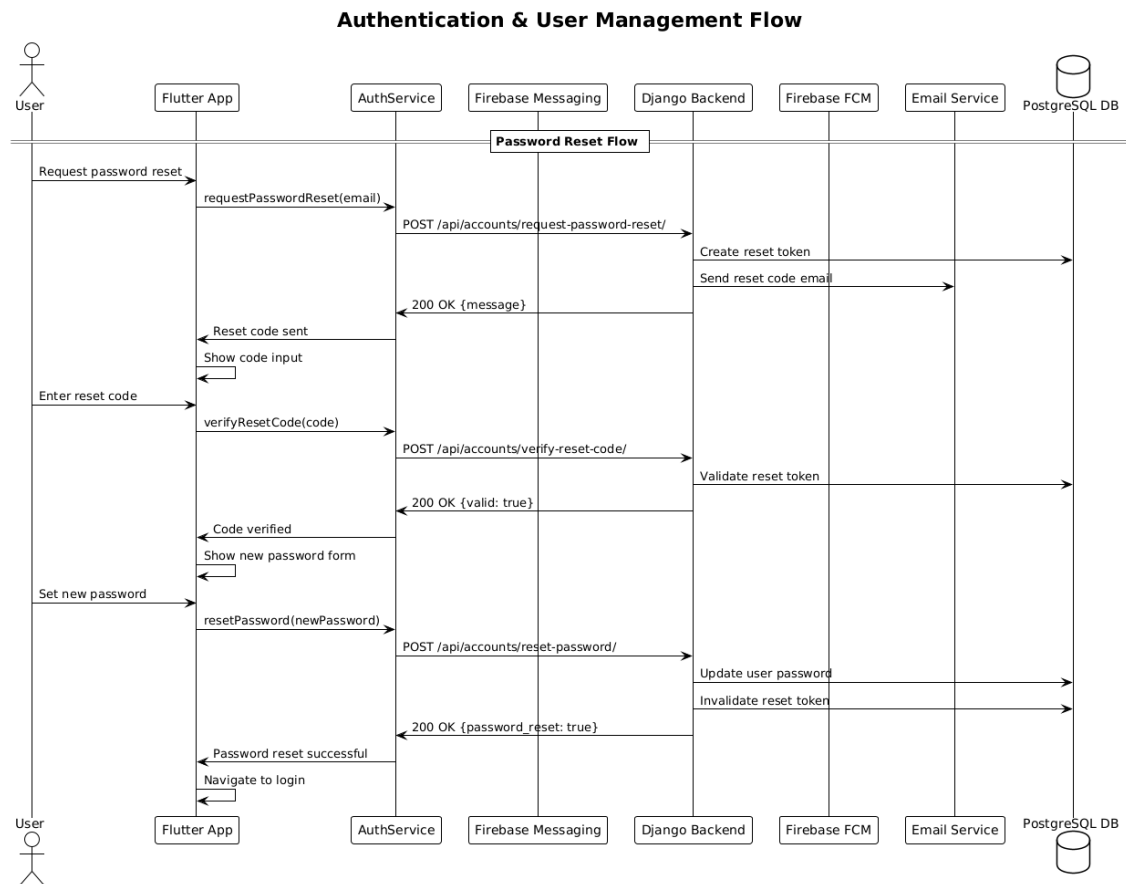 Authentication & User Management Flow
User
Flutter App
AuthService
Firebase Messaging
Django Backend
Firebase FCM
Email Service
PostgreSQL DB
Password Reset Flow
Request password reset
requestPasswordReset(email)
POST /api/accounts/request-password-reset/
Create reset token
Send reset code email
200 OK {message}
Reset code sent
Show code input
Enter reset code
verifyResetCode(code)
POST /api/accounts/verify-reset-code/
Validate reset token
200 OK {valid: true}
Code verified
Show new password form
Set new password
resetPassword(newPassword)
POST /api/accounts/reset-password/
Update user password
Invalidate reset token
200 OK {password_reset: true}
Password reset successful
Navigate to login
User
Flutter App
AuthService
Firebase Messaging
Django Backend
Firebase FCM
Email Service
PostgreSQL DB